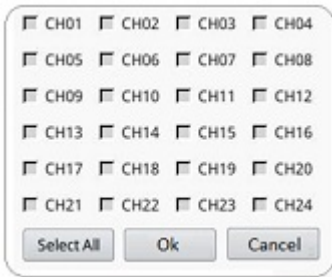 CH01 CH02 CH03 CH04
CH05 CH06 CH07 CH08
CH09 CH10 CH11 CH12
CH13 CH14 CH15 CH16
CH17 CH18 CH19 CH20
CH21 CH22 CH23 CH24
Select All Ok Cancel